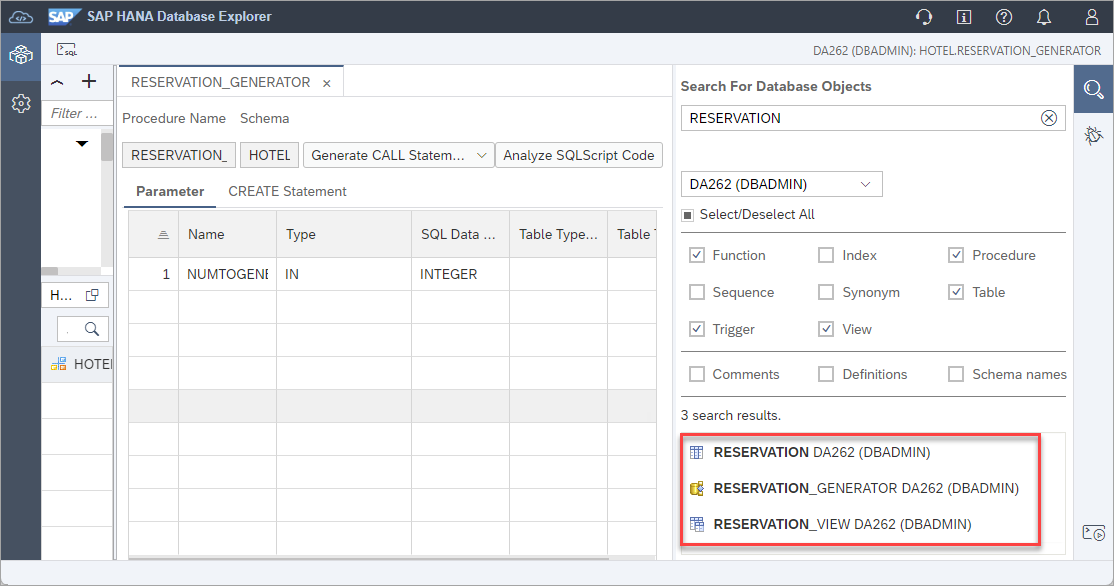 SAP SAP HANA Database Explorer
SQL
DA262 (DBADMIN): HOTEL.RESERVATION_GENERATOR
Filter ...
RESERVATION_GENERATOR ×
Procedure Name Schema
RESERVATION_ HOTEL Generate CALL Statem... Analyze SQLScript Code
Parameter CREATE Statement
Name Type SQL Data ... Table Type... Table T
1 NUMTOGENE IN INTEGER
H...
HOTEL
Search For Database Objects
RESERVATION
DA262 (DBADMIN)
Select/Deselect All
Function Index Procedure
Sequence Synonym Table
Trigger View
Comments Definitions Schema names
3 search results.
RESERVATION DA262 (DBADMIN)
RESERVATION_GENERATOR DA262 (DBADMIN)
RESERVATION_VIEW DA262 (DBADMIN)